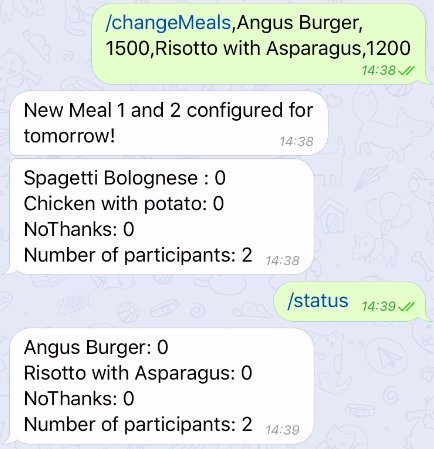 /changeMeals,Angus Burger,
1500,Risotto with Asparagus,1200
14:38
New Meal 1 and 2 configured for
tomorrow!
14:38
Spagetti Bolognese : 0
Chicken with potato: 0
NoThanks: 0
Number of participants: 2
14:38
/status
14:39
Angus Burger: 0
Risotto with Asparagus: 0
NoThanks: 0
Number of participants: 2
14:39